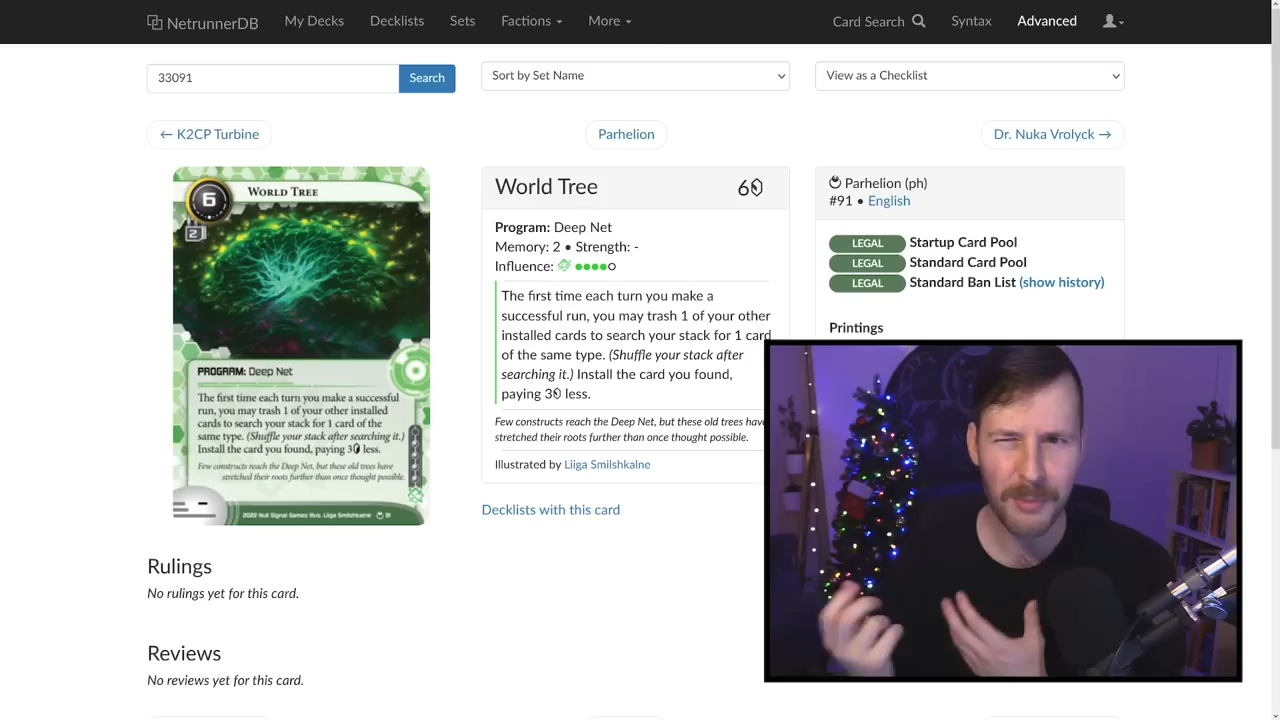 NetrunnerDB My Decks Decklists Sets Factions More Card Search Syntax Advanced
33091 Search Sort by Set Name View as a Checklist
← K2CP Turbine Parhelion Dr. Nuka Vrolyck →
6
WORLD TREE
2
PROGRAM: Deep Net
The first time each turn you make a successful
run, you may trash 1 of your other installed
cards to search your stack for 1 card of the
same type. (Shuffle your stack after searching it.)
Install the card you found, paying 3 less.
Few constructs reach the Deep Net, but these old trees have
stretched their roots further than once thought possible.
–
2022 Null Signal Games Illus. Liiga Smilshkalne 91
World Tree 6
Program: Deep Net
Memory: 2 • Strength: -
Influence:
The first time each turn you make a
successful run, you may trash 1 of your other
installed cards to search your stack for 1 card
of the same type. (Shuffle your stack after
searching it.) Install the card you found,
paying 3 less.
Few constructs reach the Deep Net, but these old trees have
stretched their roots further than once thought possible.
Illustrated by Liiga Smilshkalne
Decklists with this card
Parhelion (ph)
#91 • English
LEGAL Startup Card Pool
LEGAL Standard Card Pool
LEGAL Standard Ban List (show history)
Printings
Rulings
No rulings yet for this card.
Reviews
No reviews yet for this card.